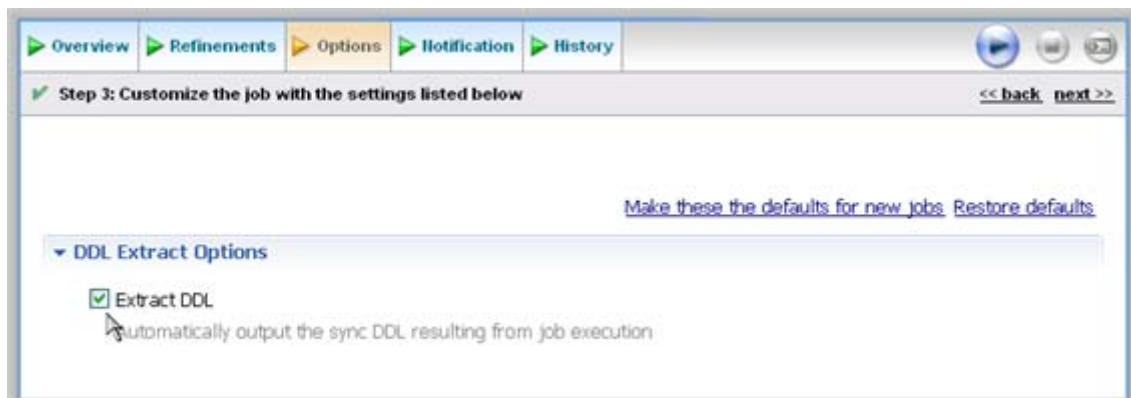 Overview Refinements Options Notification History
Step 3: Customize the job with the settings listed below << back next >>
Make these the defaults for new jobs Restore defaults
DDL Extract Options
Extract DDL
Automatically output the sync DDL resulting from job execution